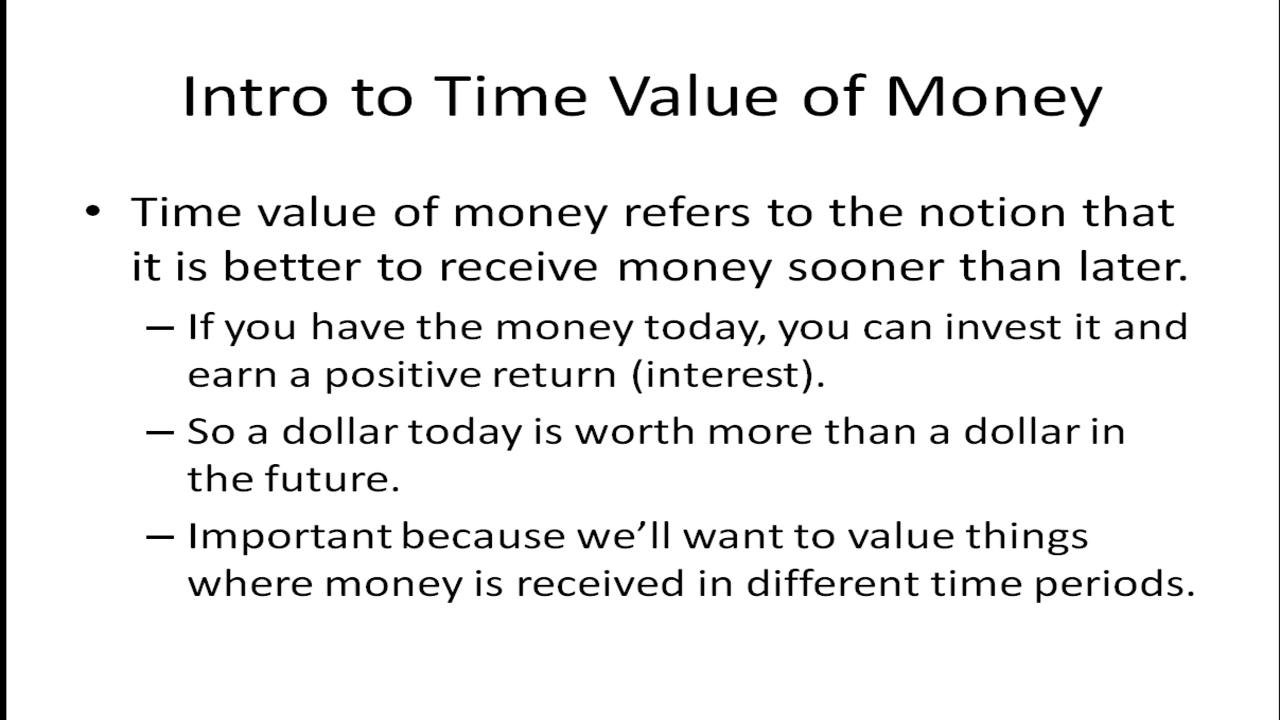 Intro to Time Value of Money
• Time value of money refers to the notion that
it is better to receive money sooner than later.
– If you have the money today, you can invest it and
earn a positive return (interest).
– So a dollar today is worth more than a dollar in
the future.
– Important because we’ll want to value things
where money is received in different time periods.